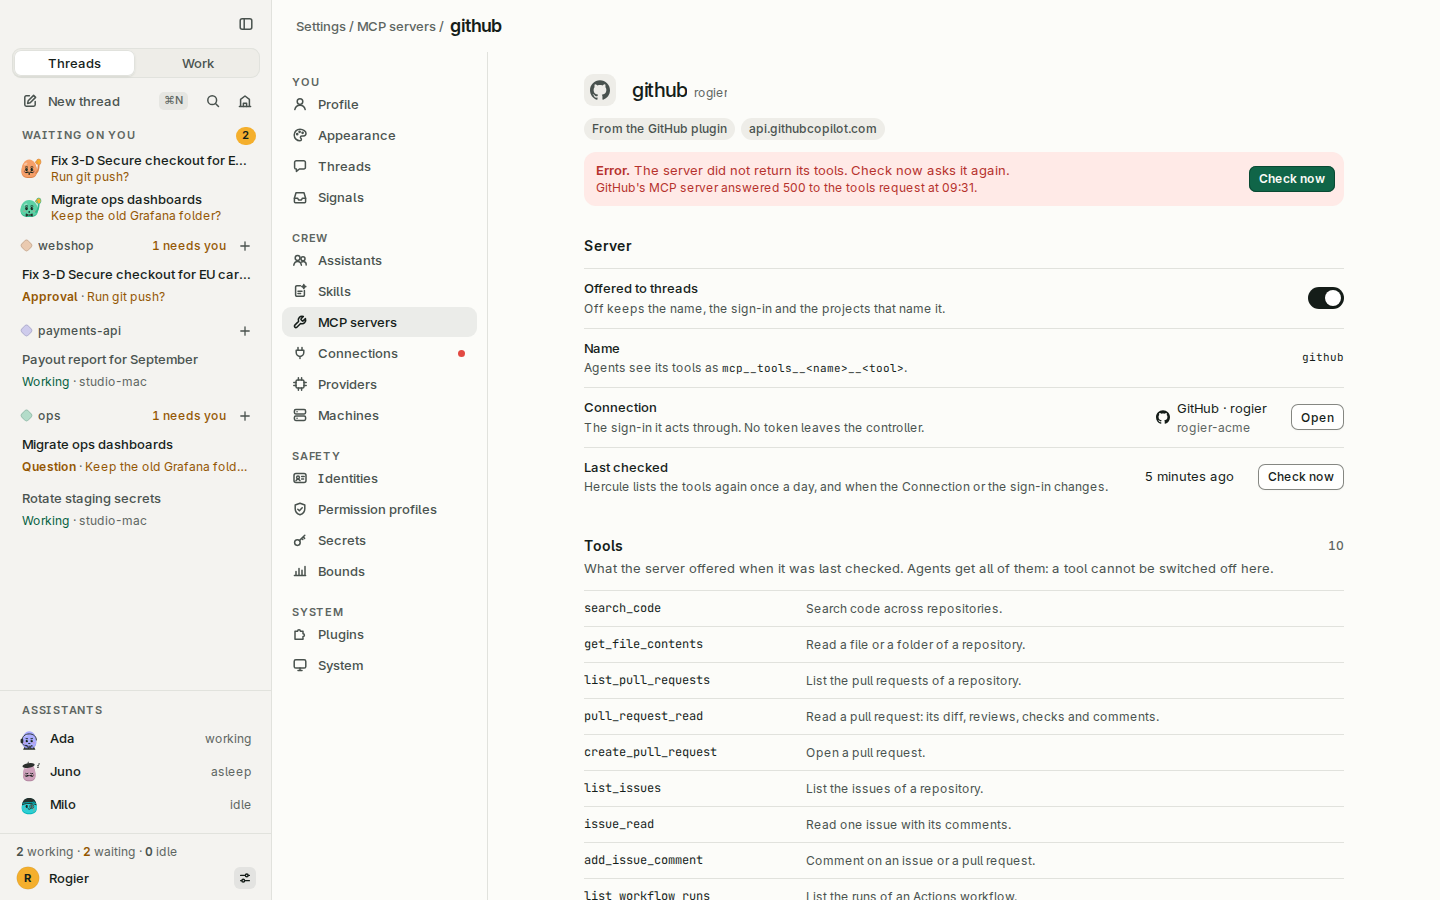 Threads
Work
New thread
⌘N
WAITING ON YOU
2
Fix 3-D Secure checkout for E...
Run git push?
Migrate ops dashboards
Keep the old Grafana folder?
webshop
1 needs you
Fix 3-D Secure checkout for EU car...
Approval · Run git push?
payments-api
Payout report for September
Working · studio-mac
ops
1 needs you
Migrate ops dashboards
Question · Keep the old Grafana fold...
Rotate staging secrets
Working · studio-mac
ASSISTANTS
Ada
working
Juno
asleep
Milo
idle
2 working · 2 waiting · 0 idle
R
Rogier
Settings / MCP servers / github
YOU
Profile
Appearance
Threads
Signals
CREW
Assistants
Skills
MCP servers
Connections
Providers
Machines
SAFETY
Identities
Permission profiles
Secrets
Bounds
SYSTEM
Plugins
System
github rogier
From the GitHub plugin
api.githubcopilot.com
Error. The server did not return its tools. Check now asks it again.
GitHub's MCP server answered 500 to the tools request at 09:31.
Check now
Server
Offered to threads
Off keeps the name, the sign-in and the projects that name it.
Name
Agents see its tools as mcp__tools__<name>__<tool>.
github
Connection
The sign-in it acts through. No token leaves the controller.
GitHub · rogier
rogier-acme
Open
Last checked
Hercule lists the tools again once a day, and when the Connection or the sign-in changes.
5 minutes ago
Check now
Tools
10
What the server offered when it was last checked. Agents get all of them: a tool cannot be switched off here.
search_code
Search code across repositories.
get_file_contents
Read a file or a folder of a repository.
list_pull_requests
List the pull requests of a repository.
pull_request_read
Read a pull request: its diff, reviews, checks and comments.
create_pull_request
Open a pull request.
list_issues
List the issues of a repository.
issue_read
Read one issue with its comments.
add_issue_comment
Comment on an issue or a pull request.
list_workflow_runs
List the runs of an Actions workflow.